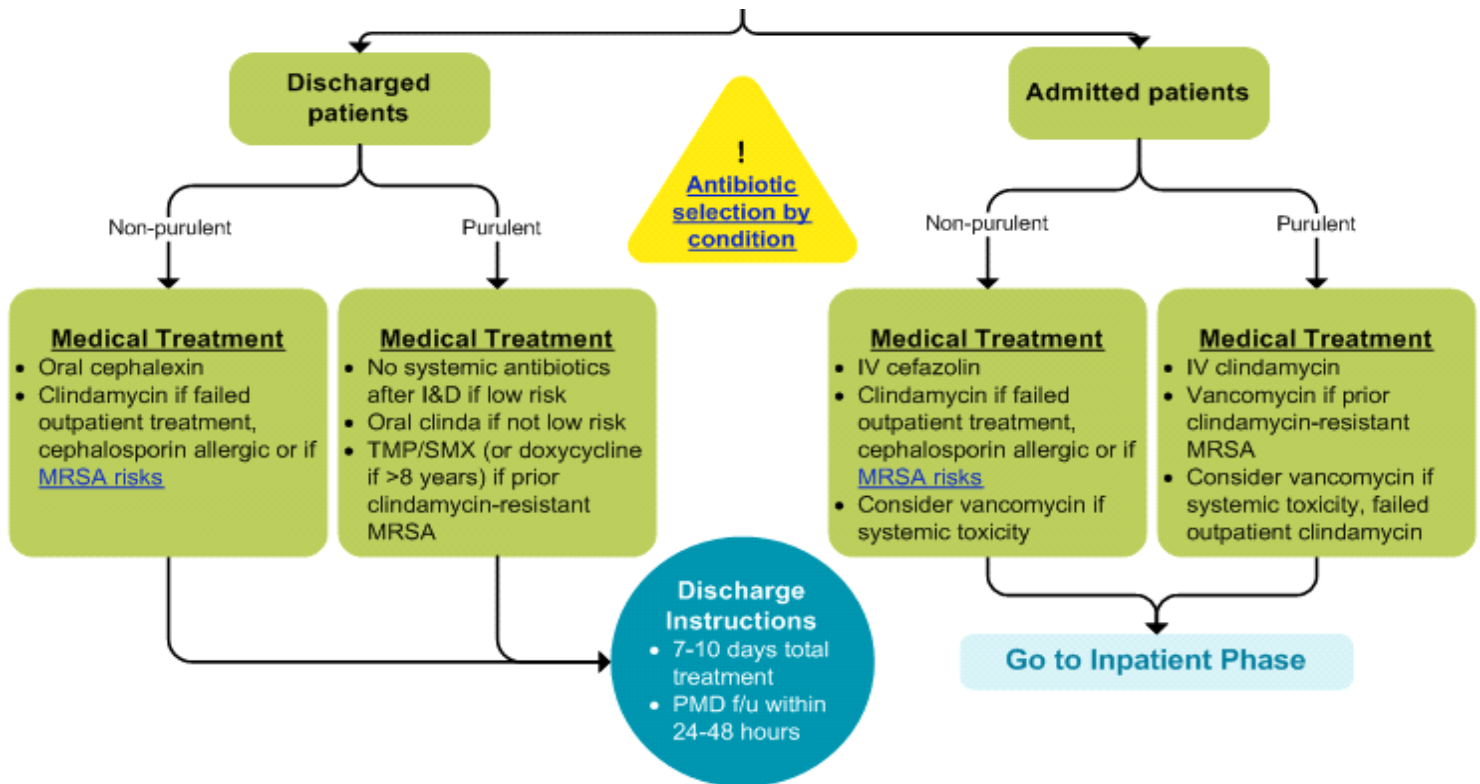 Discharged
patients
Admitted patients
!
Antibiotic
selection by
condition
Non-purulent
Purulent
Non-purulent
Purulent
Medical Treatment
• Oral cephalexin
• Clindamycin if failed
outpatient treatment,
cephalosporin allergic or if
MRSA risks
Medical Treatment
• No systemic antibiotics
after I&D if low risk
• Oral clinda if not low risk
• TMP/SMX (or doxycycline
if >8 years) if prior
clindamycin-resistant
MRSA
Medical Treatment
• IV cefazolin
• Clindamycin if failed
outpatient treatment,
cephalosporin allergic or if
MRSA risks
• Consider vancomycin if
systemic toxicity
Medical Treatment
• IV clindamycin
• Vancomycin if prior
clindamycin-resistant
MRSA
• Consider vancomycin if
systemic toxicity, failed
outpatient clindamycin
Discharge
Instructions
• 7-10 days total
treatment
• PMD f/u within
24-48 hours
Go to Inpatient Phase